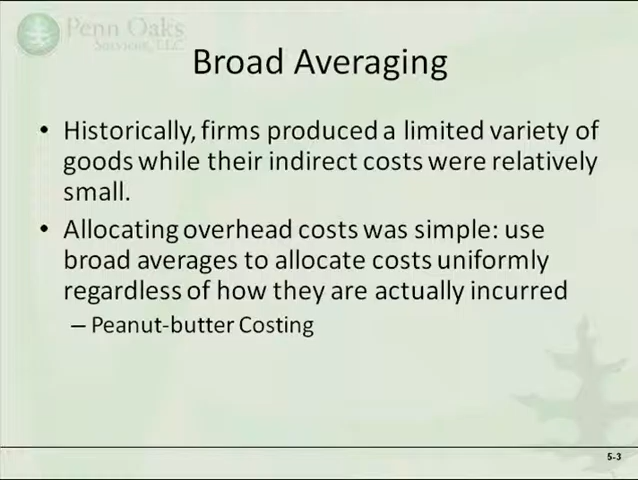 Penn Oaks
Services, LLC
Broad Averaging
• Historically, firms produced a limited variety of
goods while their indirect costs were relatively
small.
• Allocating overhead costs was simple: use
broad averages to allocate costs uniformly
regardless of how they are actually incurred
– Peanut-butter Costing
5-3